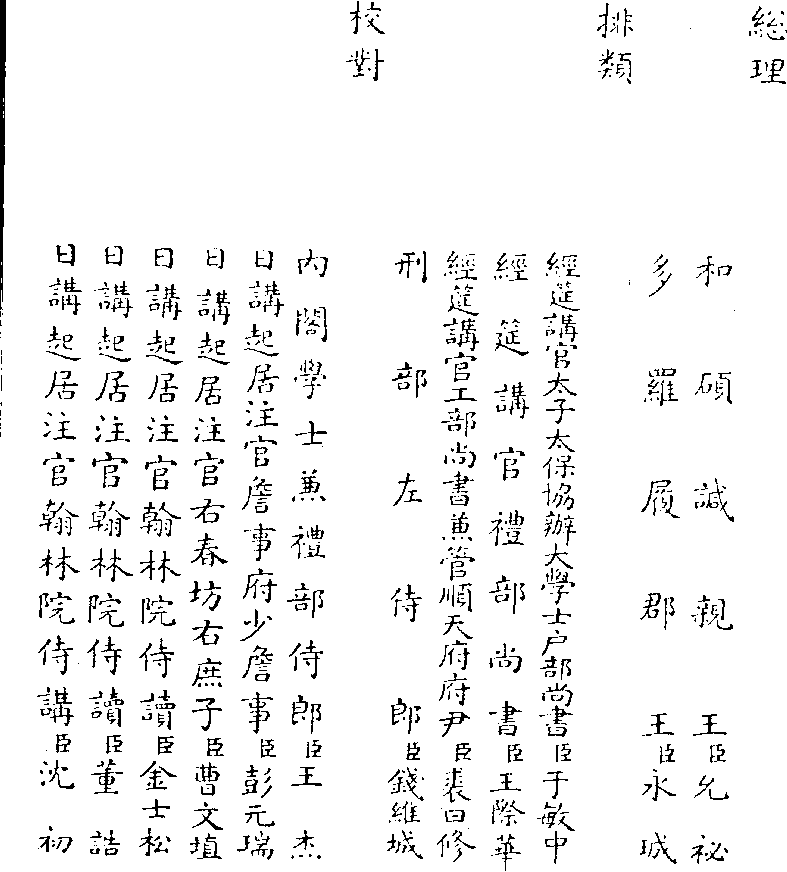 總理
和碩諴親王臣允祕
多羅履郡王臣永珹
排類
經筵講官太子太保協辦大學士戶部尚書臣于敏中
經筵講官禮部尚書臣王際華
經筵講官工部尚書兼管順天府府尹臣裘曰修
刑部左侍郎臣錢維城
校對
內閣學士兼禮部侍郎臣王杰
日講起居注官詹事府少詹事臣彭元瑞
日講起居注官右春坊右庶子臣曹文埴
日講起居注官翰林院侍讀臣金士松
日講起居注官翰林院侍讀臣董誥
日講起居注官翰林院侍講臣沈初